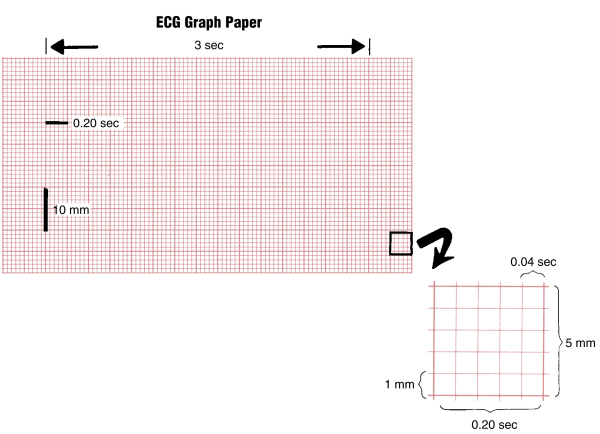 ECG Graph Paper
3 sec
0.20 sec
10 mm
0.04 sec
5 mm
1 mm
0.20 sec